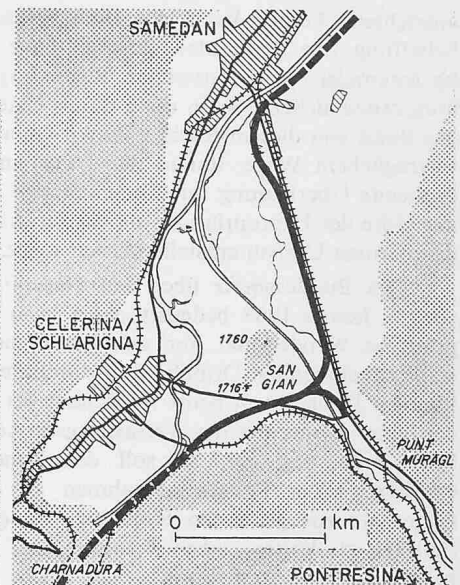 SAMEDAN
CELERINA/
SCHLARIGNA
1760
SAN
GIAN
1716
PUNT
MURAGL
0 1 km
CHARNADURA
PONTRESINA